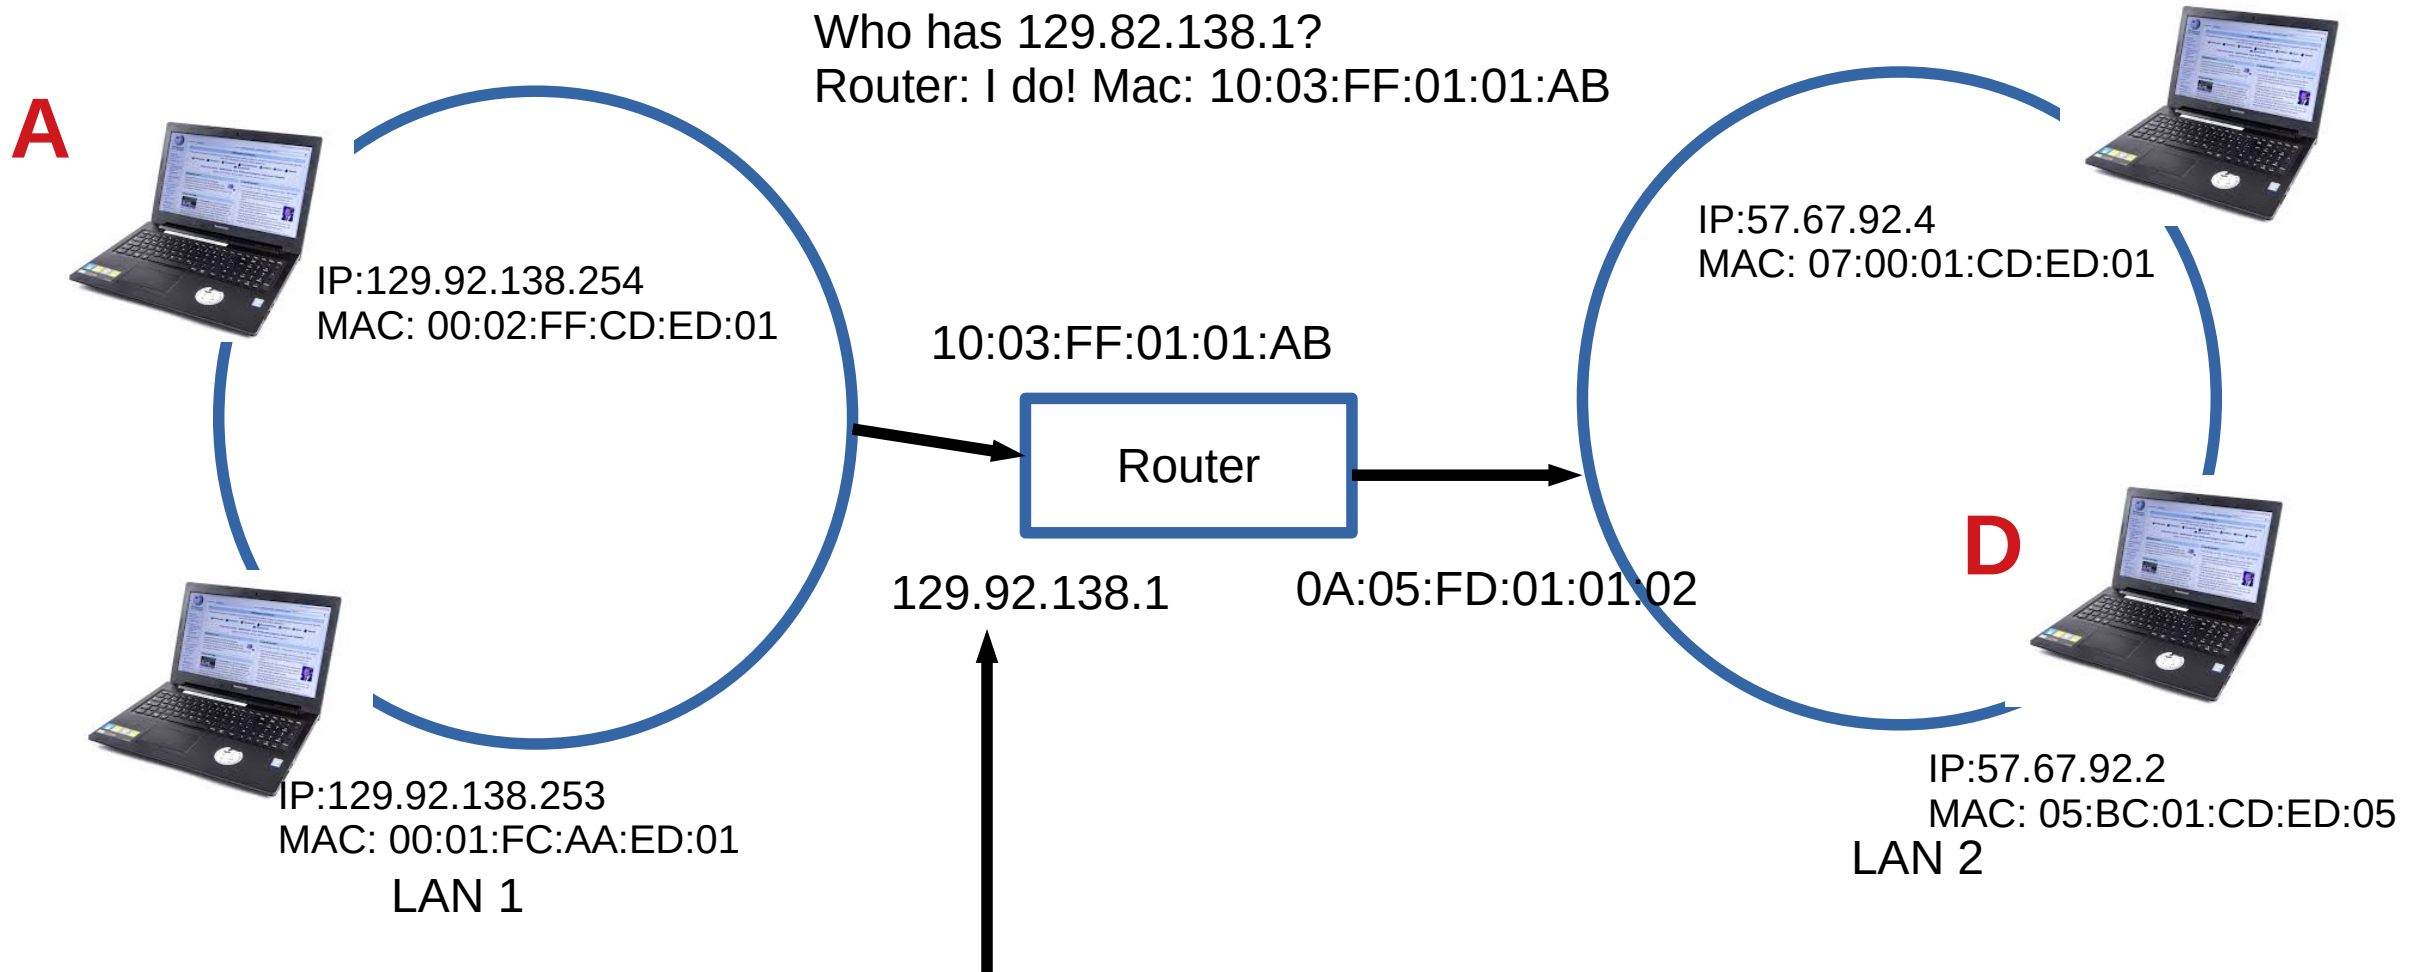 Who has 129.82.138.1?
Router: I do! Mac: 10:03:FF:01:01:AB
A
IP:129.92.138.254
MAC: 00:02:FF:CD:ED:01
IP:57.67.92.4
MAC: 07:00:01:CD:ED:01
10:03:FF:01:01:AB
Router
D
129.92.138.1
0A:05:FD:01:01:02
IP:129.92.138.253
MAC: 00:01:FC:AA:ED:01
LAN 1
IP:57.67.92.2
MAC: 05:BC:01:CD:ED:05
LAN 2